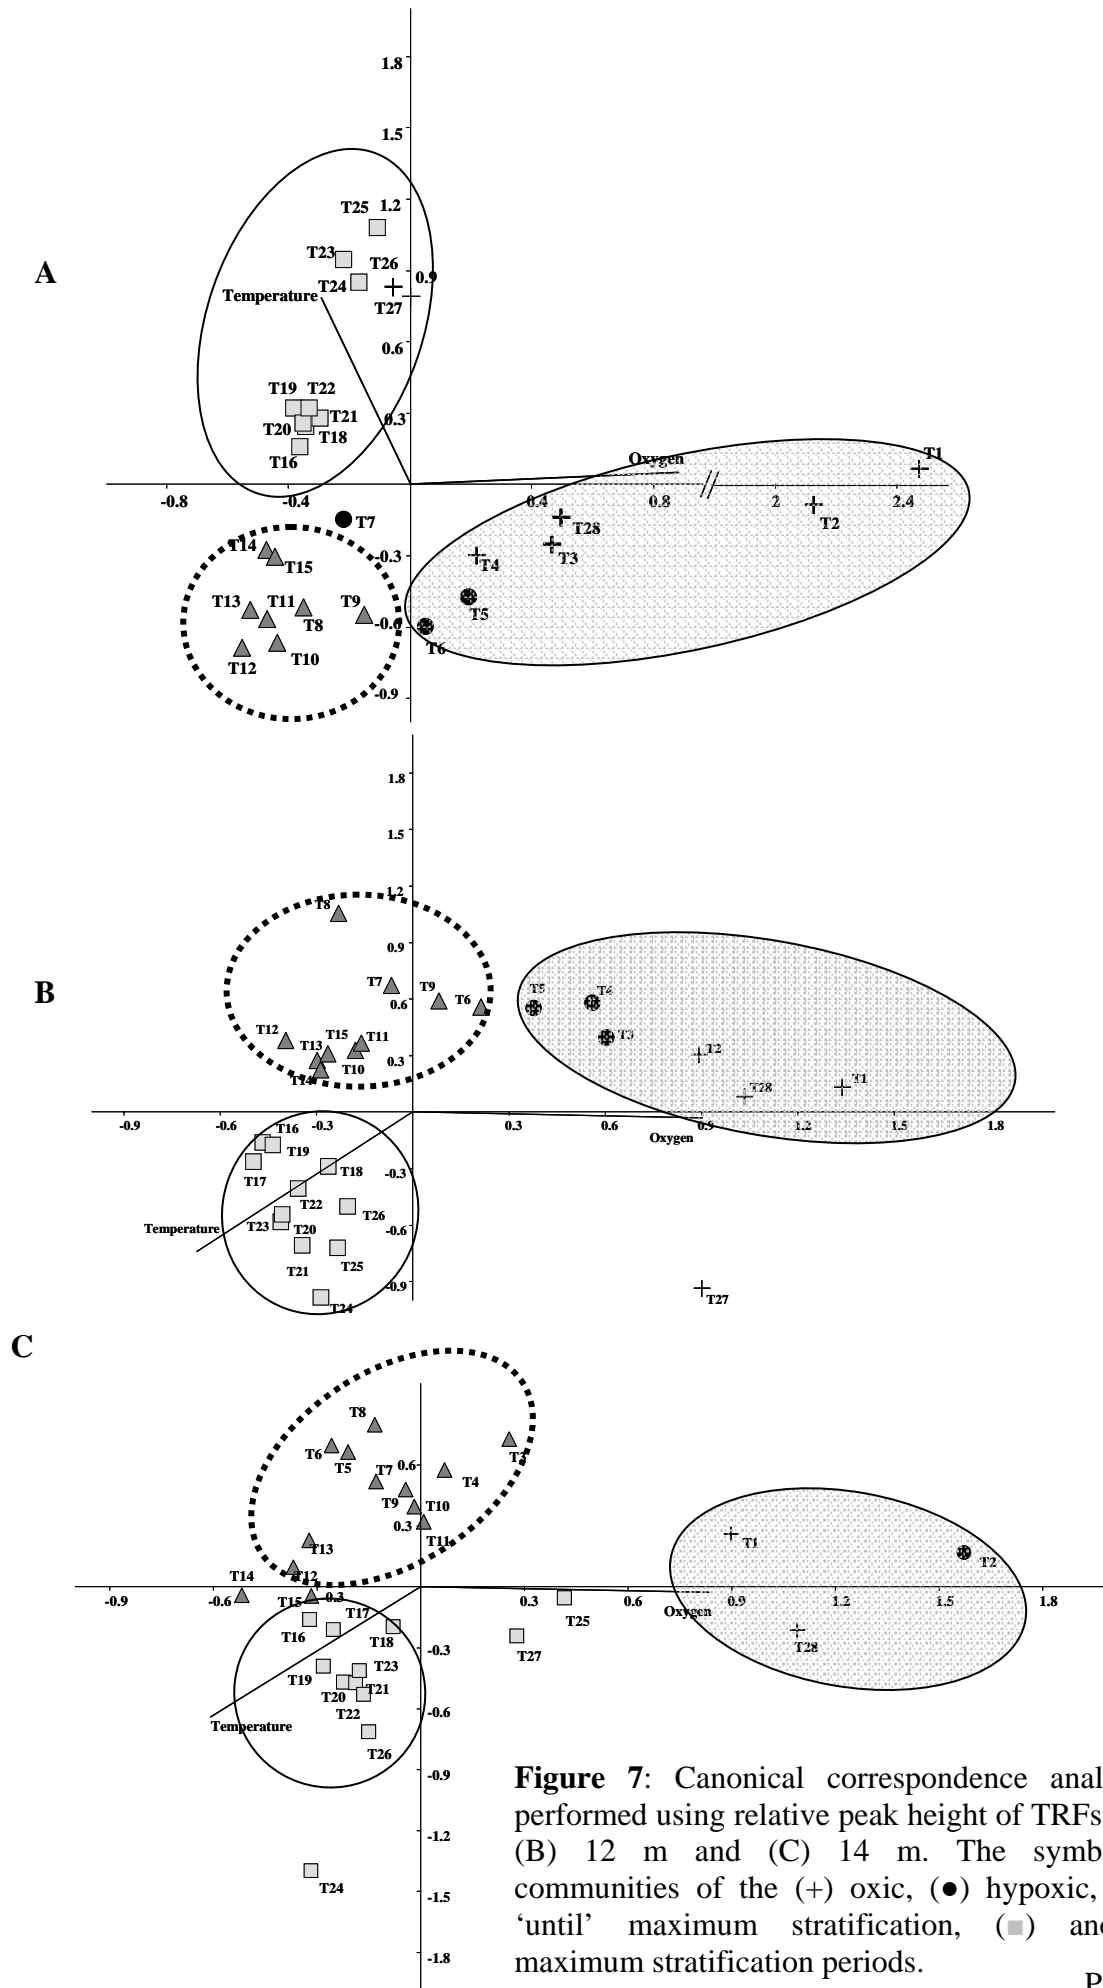 1.8
1.5
T25 1.2
T23 T26
A
0.9
T24
Temperature T27
0.6
T19 T22
T21 0.3
T20 T18
T16
Oxygen T1
-0.8 -0.4 0.4 0.8 2 2.4
T7 T28 T2
T14 -0.3 T3
T15 T4
T13 T11 T9
T8 -0.6 T5
T12 T10 T6
-0.9
1.8
1.5
1.2
T8
0.9
B
T7 T9 T6 0.6 T5 T4
T12 T15 T11 T3
T13 0.3 T2
T14 T10 T28 T1
-0.9 -0.6 -0.3 0.3 0.6 0.9 1.2 1.5 1.8
T16 Oxygen
T19
T17 T18 -0.3
T22 T26
Temperature T23 T20 -0.6
T21 T25
-0.9
T24 T27
C
T8
T6 T5 T3
T7 0.6 T4
T9 T10
0.3 T11
T13 T1
T14 T12 T2
-0.9 -0.6 T15 0.3 0.3 0.6 0.9 1.2 1.5 1.8
T17 T25 Oxygen
T16 T18 T27 T28
-0.3
T19 T23
T20 T21
T22 -0.6
Temperature
T26
-0.9
-1.2
T24
-1.5
-1.8
Figure 7: Canonical correspondence anal
performed using relative peak height of TRFs
(B) 12 m and (C) 14 m. The symb
communities of the (+) oxic, (●) hypoxic,
‘until’ maximum stratification, (■) an
maximum stratification periods.
P